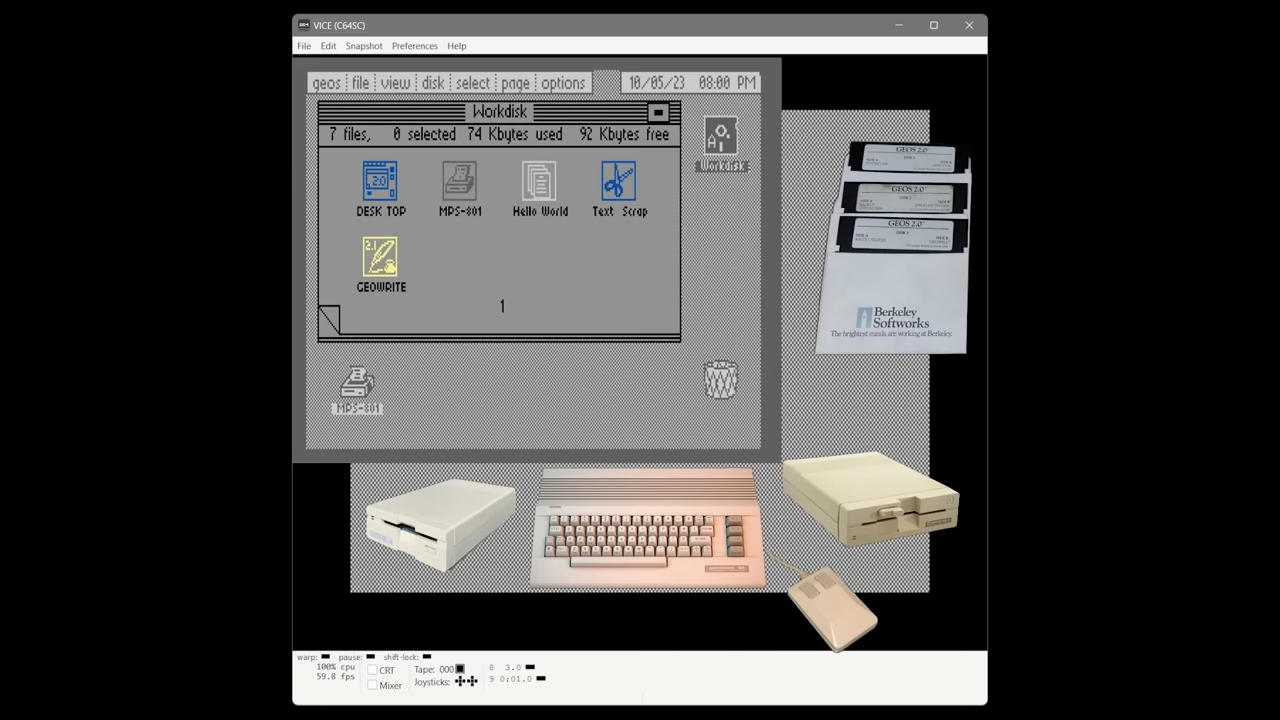 VICE (C64SC)
File Edit Snapshot Preferences Help
geos file view disk select page options 10/05/23 08:00 PM
Workdisk
7 files, 0 selected 74 Kbytes used 92 Kbytes free
Workdisk
DESK TOP MPS-801 Hello World Text Scrap
2.0
2.1
GEOWRITE
1
MPS-801
GEOS 2.0
GEOS 2.0
GEOS 2.0
Berkeley
Softworks
The brightest minds are working at Berkeley.
warp: pause: shift-lock:
100% cpu
59.8 fps
CRT
Mixer
Tape: 000
Joysticks:
8 3.0
9 0:01.0